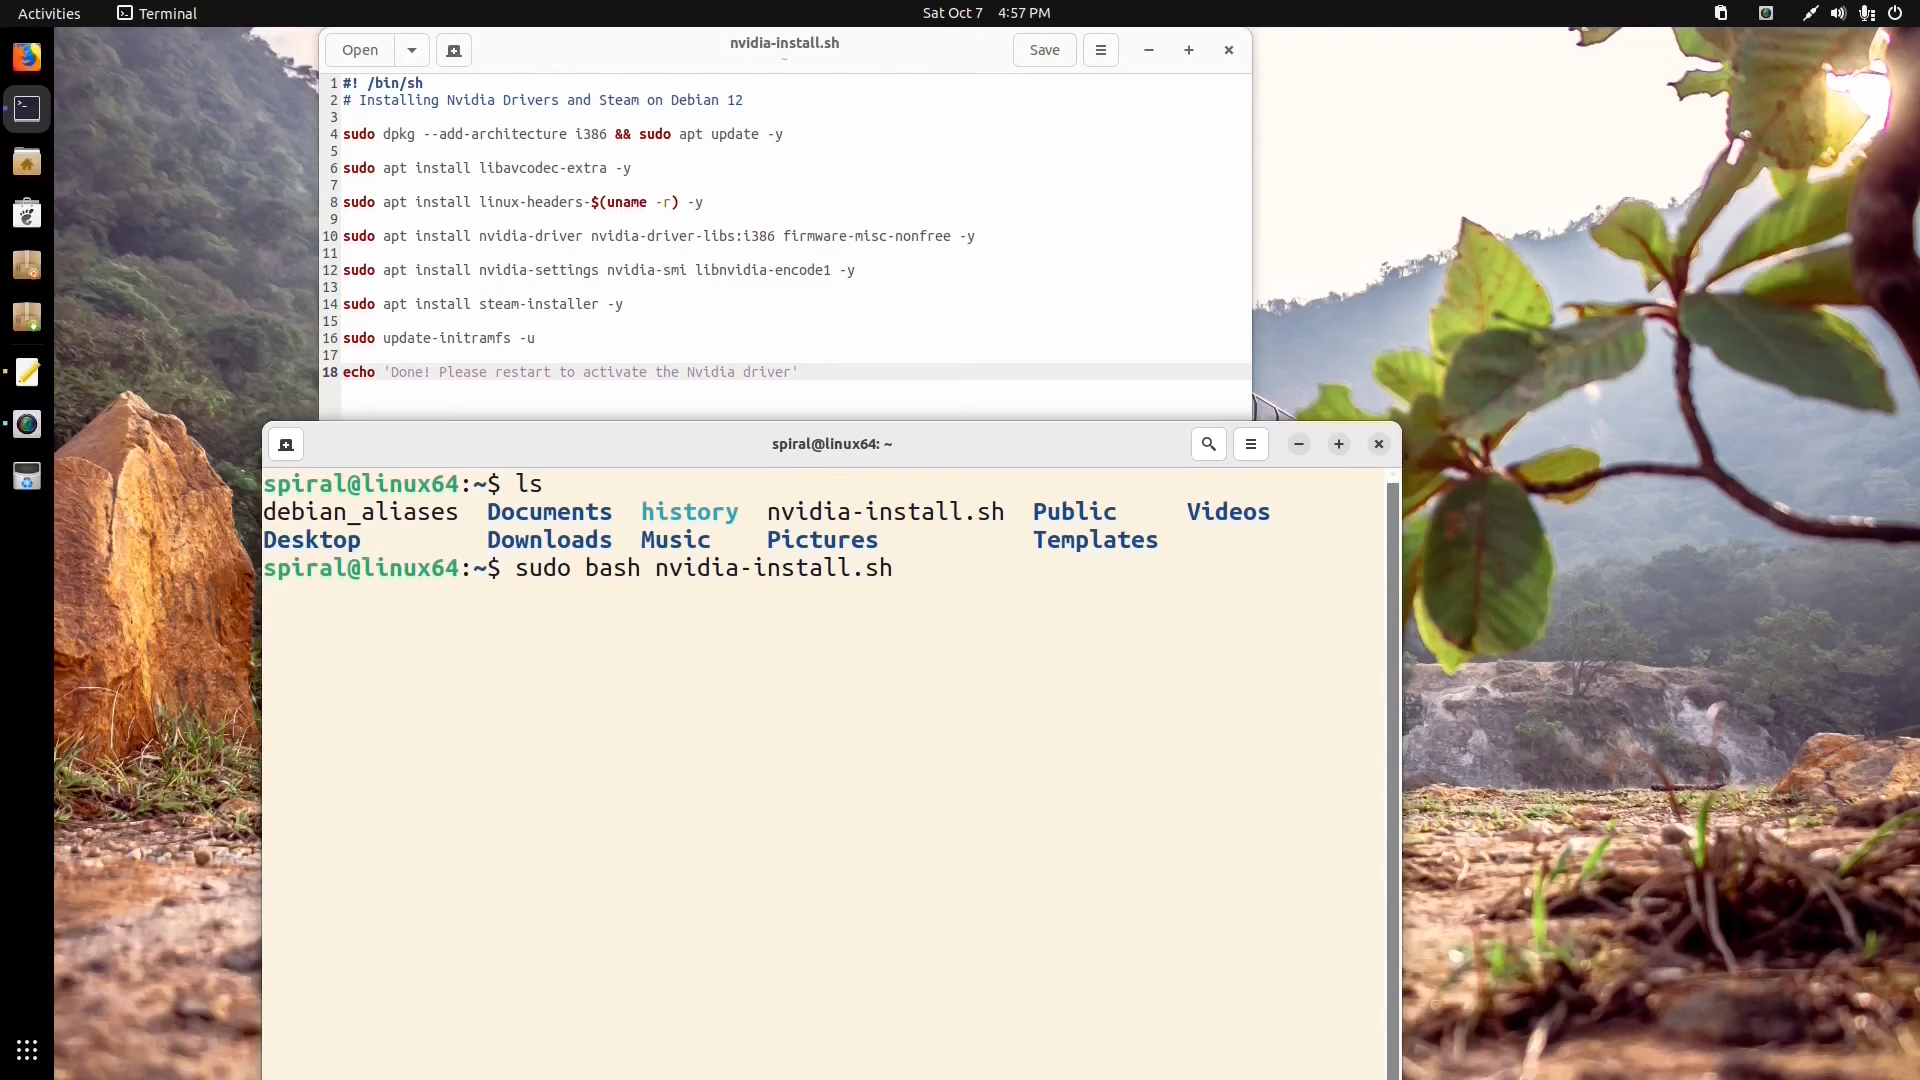 Activities Terminal Sat Oct 7 4:57 PM
Open nvidia-install.sh Save
~
1 #! /bin/sh
2 # Installing Nvidia Drivers and Steam on Debian 12
3
4 sudo dpkg --add-architecture i386 && sudo apt update -y
5
6 sudo apt install libavcodec-extra -y
7
8 sudo apt install linux-headers-$(uname -r) -y
9
10 sudo apt install nvidia-driver nvidia-driver-libs:i386 firmware-misc-nonfree -y
11
12 sudo apt install nvidia-settings nvidia-smi libnvidia-encode1 -y
13
14 sudo apt install steam-installer -y
15
16 sudo update-initramfs -u
17
18 echo 'Done! Please restart to activate the Nvidia driver'
spiral@linux64: ~
spiral@linux64:~$ ls
debian_aliases Documents history nvidia-install.sh Public Videos
Desktop Downloads Music Pictures Templates
spiral@linux64:~$ sudo bash nvidia-install.sh